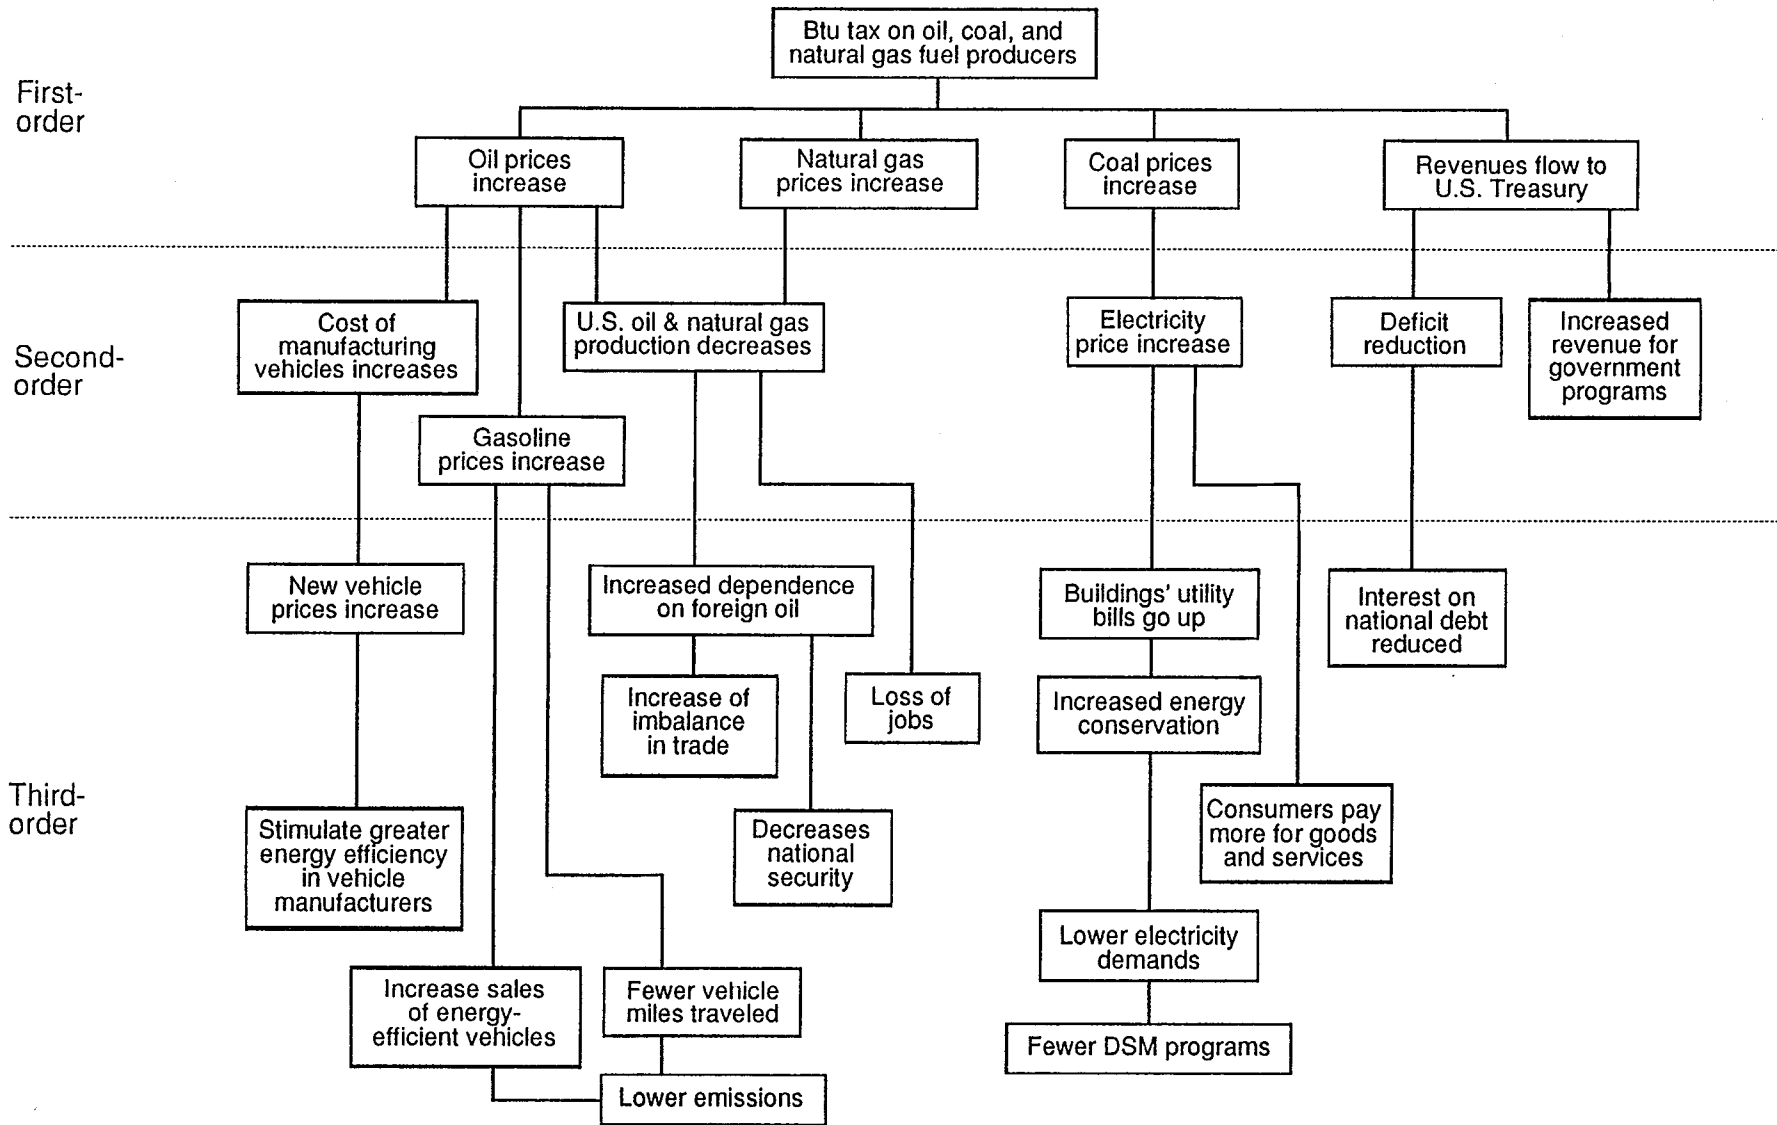 Btu tax on oil, coal, and
natural gas fuel producers
First-
order
Oil prices
increase
Natural gas
prices increase
Coal prices
increase
Revenues flow to
U.S. Treasury
Second-
order
Cost of
manufacturing
vehicles increases
U.S. oil & natural gas
production decreases
Electricity
price increase
Deficit
reduction
Increased
revenue for
government
programs
Gasoline
prices increase
Third-
order
New vehicle
prices increase
Increased dependence
on foreign oil
Buildings' utility
bills go up
Interest on
national debt
reduced
Increase of
imbalance
in trade
Loss of
jobs
Increased energy
conservation
Stimulate greater
energy efficiency
in vehicle
manufacturers
Decreases
national
security
Consumers pay
more for goods
and services
Lower electricity
demands
Increase sales
of energy-
efficient vehicles
Fewer vehicle
miles traveled
Fewer DSM programs
Lower emissions